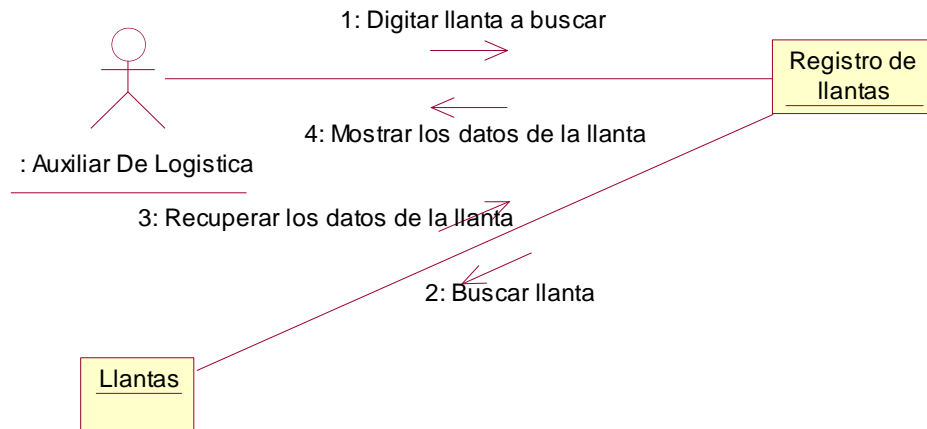 1: Digitar llanta a buscar
Registro de
llantas
4: Mostrar los datos de la llanta
: Auxiliar De Logistica
3: Recuperar los datos de la llanta
2: Buscar llanta
Llantas